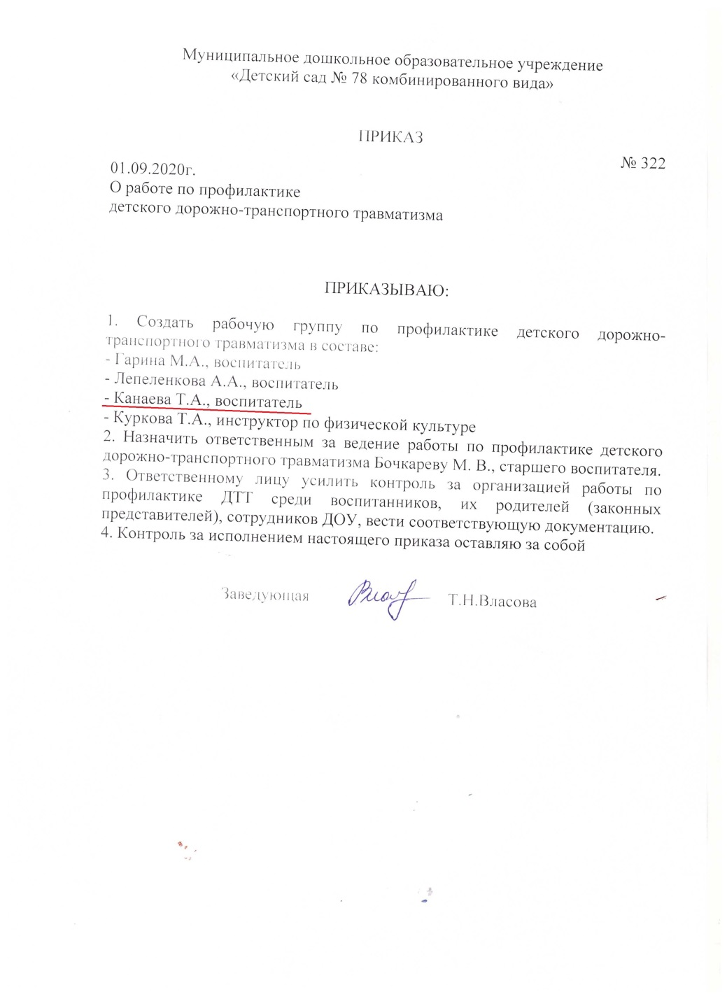 Муниципальное дошкольное образовательное учреждение
«Детский сад № 78 комбинированного вида»
ПРИКАЗ
№ 322
01.09.2020г.
О работе по профилактике
детского дорожно-транспортного травматизма
ПРИКАЗЫВАЮ:
1. Создать рабочую группу по профилактике детского дорожно-
транспортного травматизма в составе:
- Гарина М.А., воспитатель
- Лепеленкова А.А., воспитатель
- Канаева Т.А., воспитатель
- Куркова Т.А., инструктор по физической культуре
2. Назначить ответственным за ведение работы по профилактике детского
дорожно-транспортного травматизма Бочкареву М. В., старшего воспитателя.
3. Ответственному лицу усилить контроль за организацией работы по
профилактике ДТТ среди воспитанников, их родителей (законных
представителей), сотрудников ДОУ, вести соответствующую документацию.
4. Контроль за исполнением настоящего приказа оставляю за собой
Заведующая Т.Н.Власова